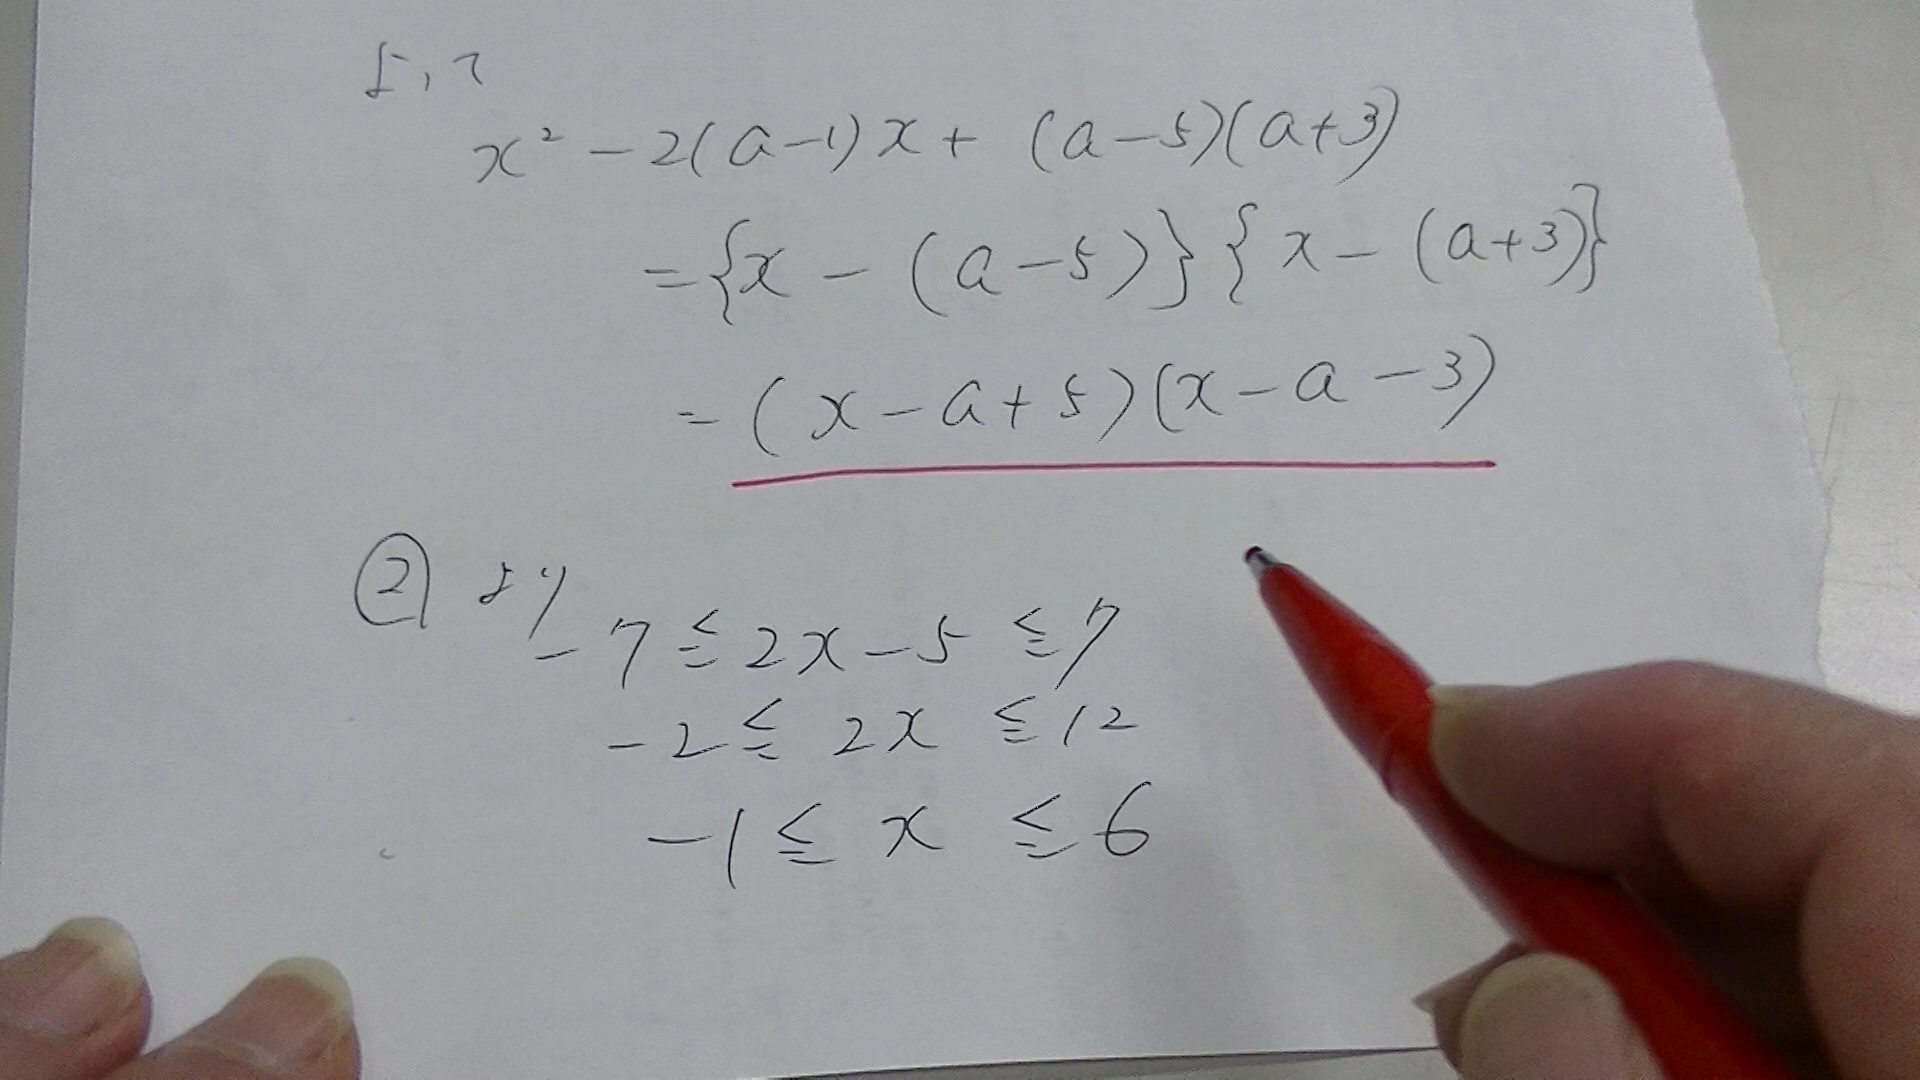 よって
x² − 2(a−1)x + (a−5)(a+3)
= {x − (a−5)}{x − (a+3)}
= (x − a + 5)(x − a − 3)
② より
−7 ≦ 2x − 5 ≦ 7
−2 ≦ 2x ≦ 12
−1 ≦ x ≦ 6